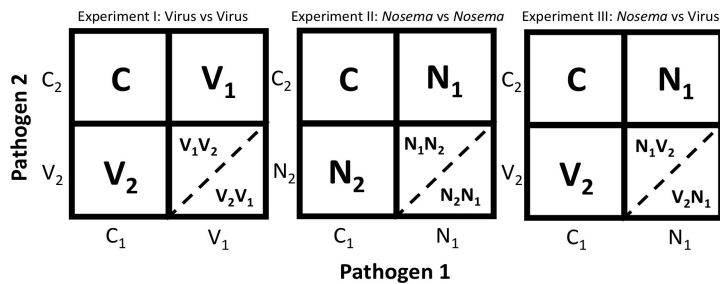 Experiment I: Virus vs Virus
Experiment II: Nosema vs Nosema
Experiment III: Nosema vs Virus
Pathogen 2
C₂ C V₁
V₂ V₂ V₁V₂ V₂V₁
C₁ V₁
C₂ C N₁
N₂ N₂ N₁N₂ N₂N₁
C₁ N₁
C₂ C N₁
V₂ V₂ N₁V₂ V₂N₁
C₁ N₁
Pathogen 1